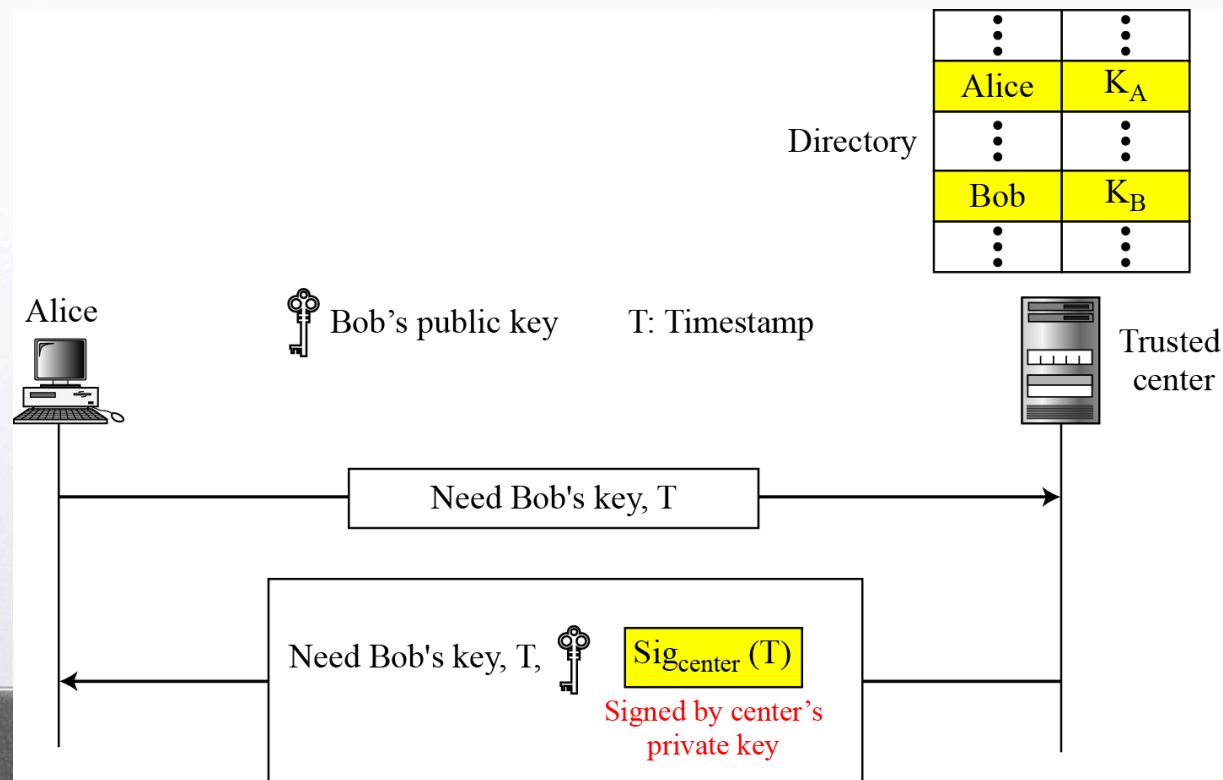 Alice K_A
Directory
Bob K_B
Alice
Bob’s public key T: Timestamp
Trusted
center
Need Bob's key, T
Need Bob's key, T, Sig_center (T)
Signed by center’s
private key